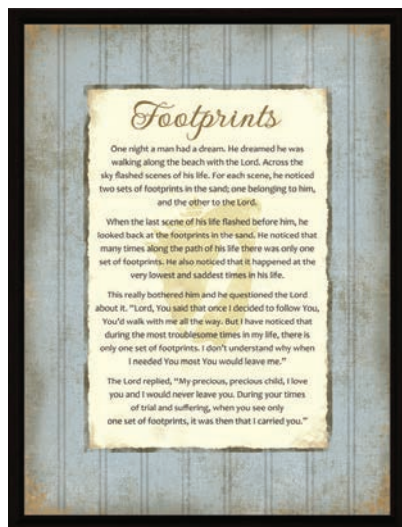 Footprints
One night a man had a dream. He dreamed he was
walking along the beach with the Lord. Across the
sky flashed scenes of his life. For each scene, he noticed
two sets of footprints in the sand; one belonging to him,
and the other to the Lord.
When the last scene of his life flashed before him, he
looked back at the footprints in the sand. He noticed that
many times along the path of his life there was only one
set of footprints. He also noticed that it happened at the
very lowest and saddest times in his life.
This really bothered him and he questioned the Lord
about it. "Lord, You said that once I decided to follow You,
You'd walk with me all the way. But I have noticed that
during the most troublesome times in my life, there is
only one set of footprints. I don't understand why when
I needed You most You would leave me."
The Lord replied, "My precious, precious child, I love
you and I would never leave you. During your times
of trial and suffering, when you see only
one set of footprints, it was then that I carried you."